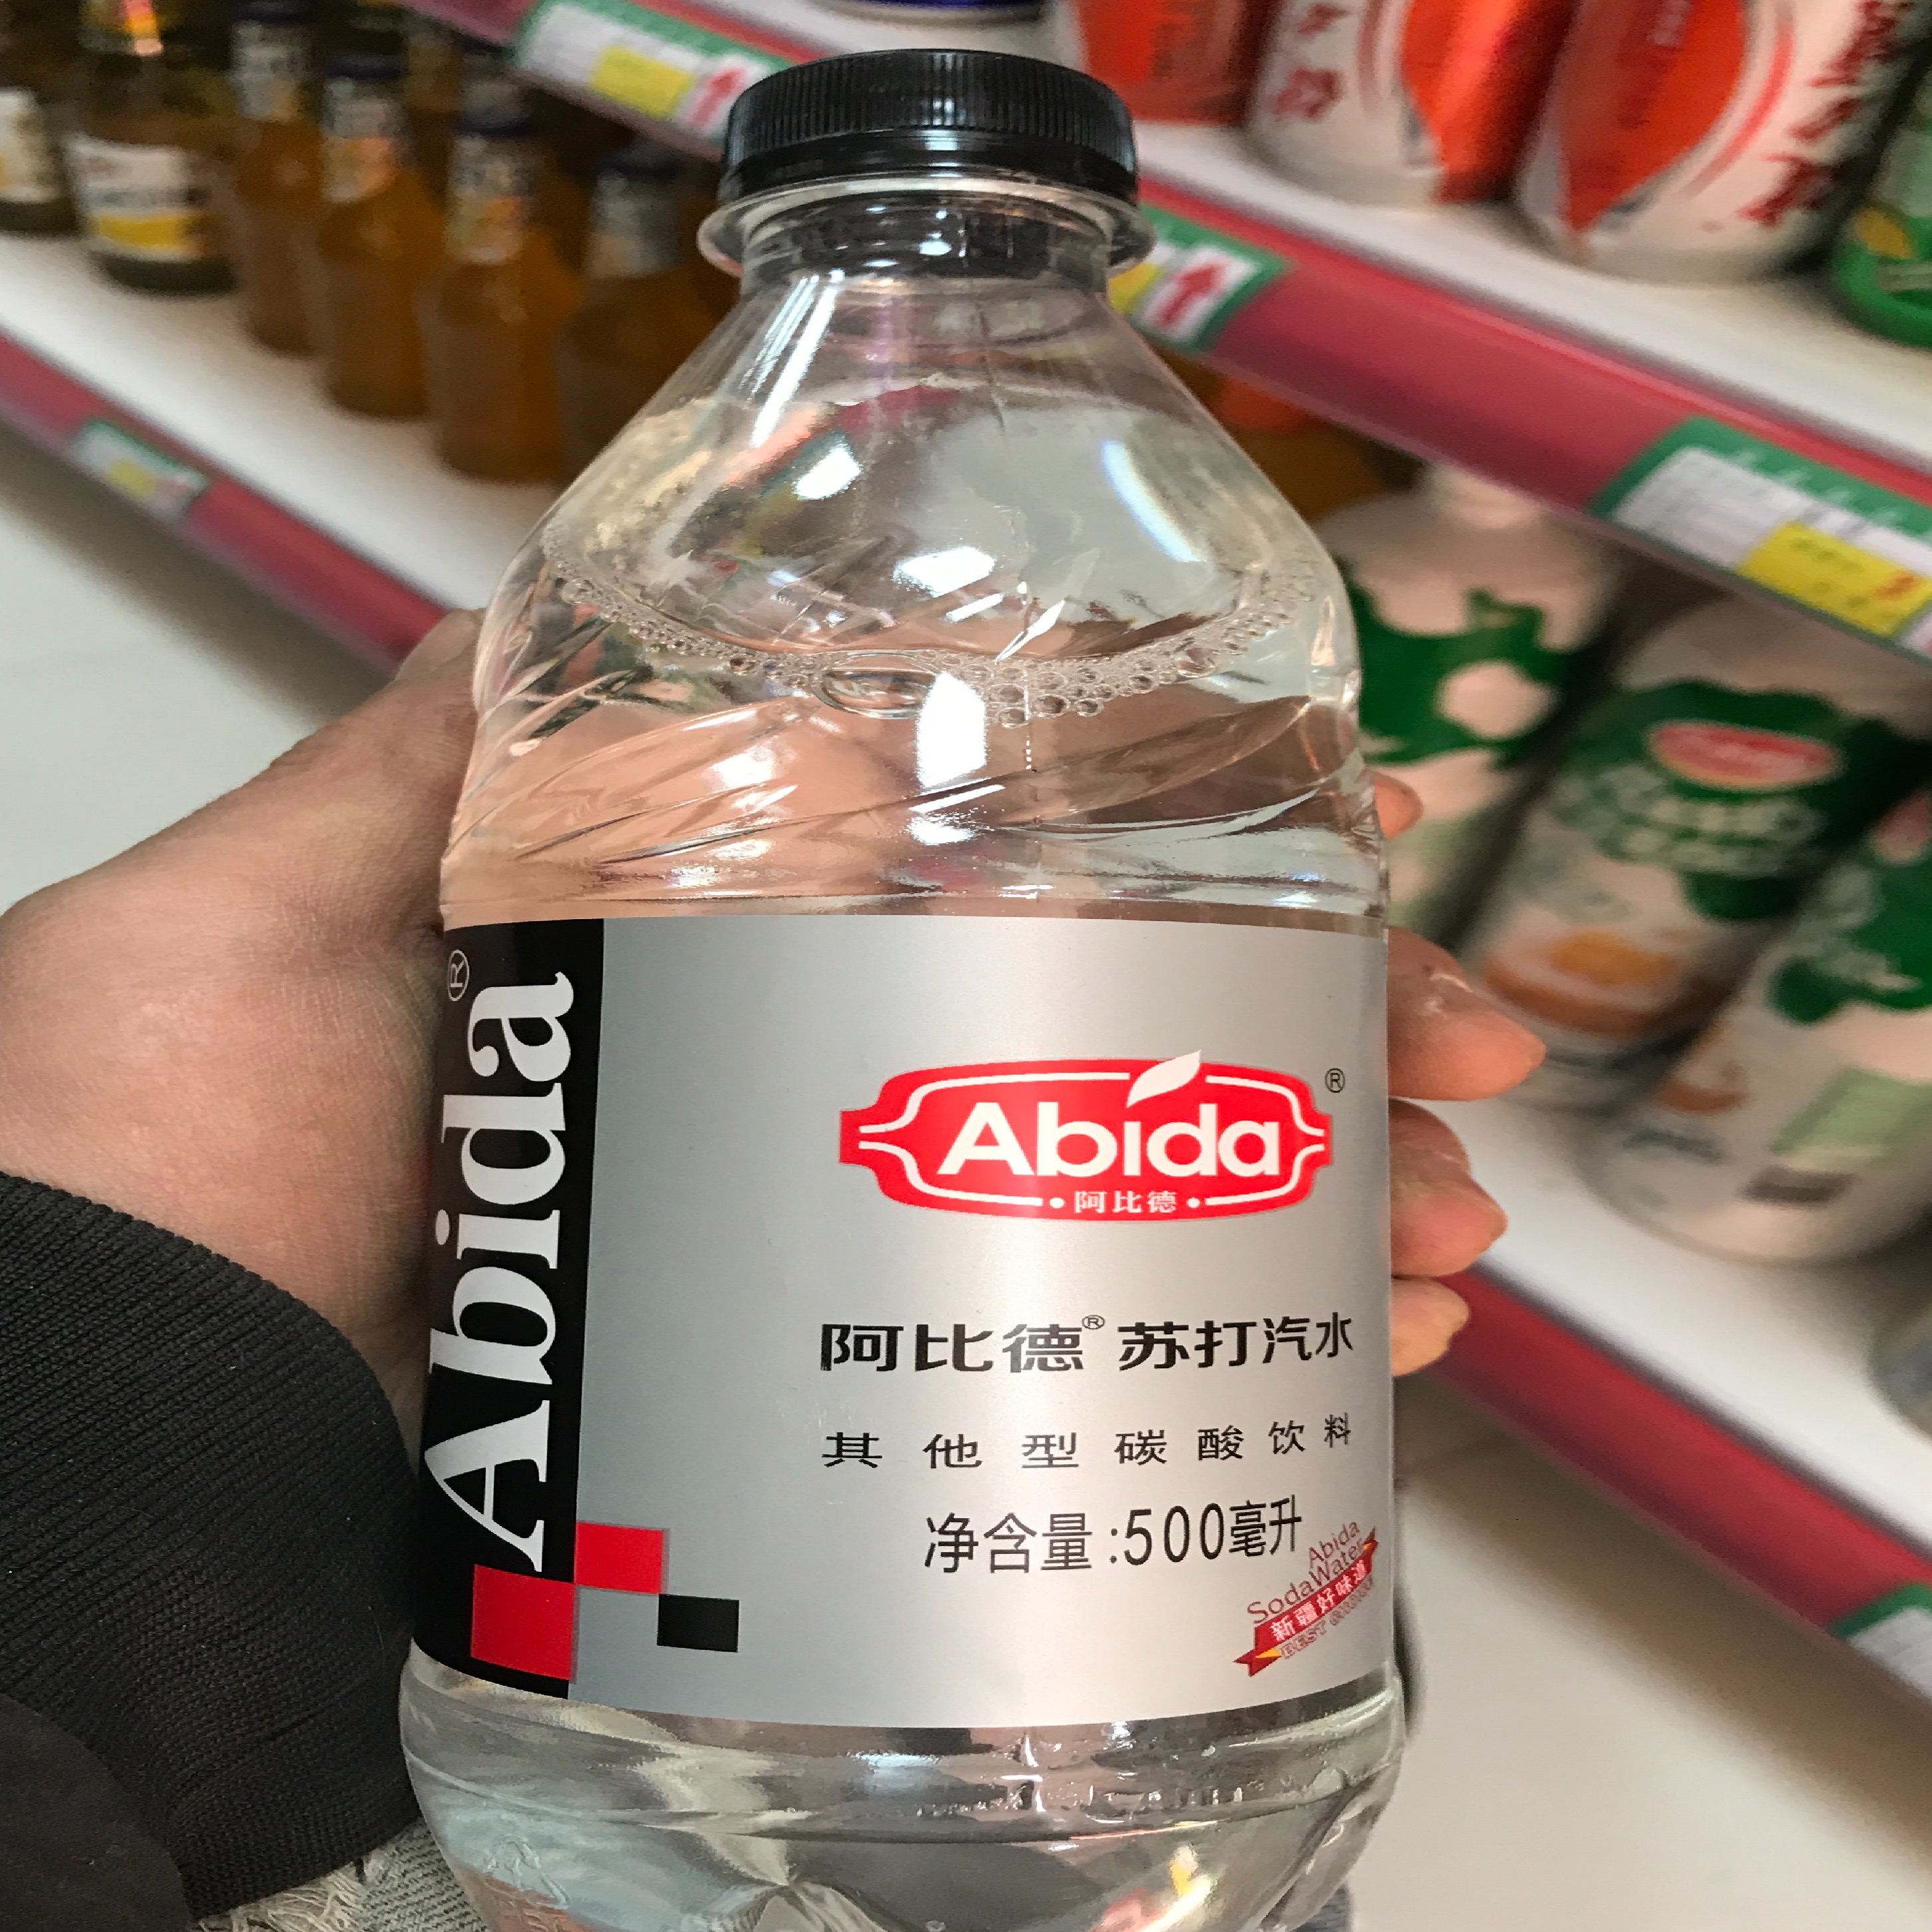 Abida®
Abida®
·阿比德·
阿比德®苏打汽水
其他型碳酸饮料
净含量:500毫升
Abida
SodaWater
新疆好味道